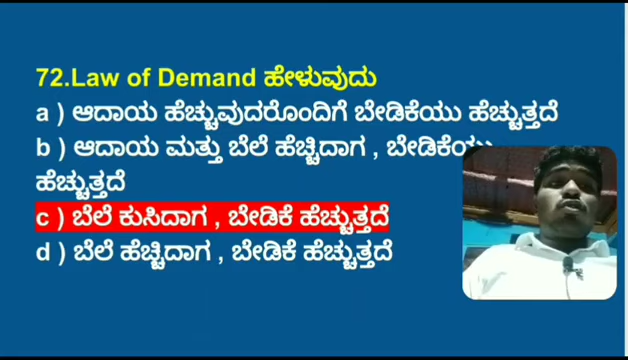 72.Law of Demand ಹೇಳುವುದು
a ) ಆದಾಯ ಹೆಚ್ಚುವುದರೊಂದಿಗೆ ಬೇಡಿಕೆಯು ಹೆಚ್ಚುತ್ತದೆ
b ) ಆದಾಯ ಮತ್ತು ಬೆಲೆ ಹೆಚ್ಚಿದಾಗ , ಬೇಡಿಕೆಯು
ಹೆಚ್ಚುತ್ತದೆ
c ) ಬೆಲೆ ಕುಸಿದಾಗ , ಬೇಡಿಕೆ ಹೆಚ್ಚುತ್ತದೆ
d ) ಬೆಲೆ ಹೆಚ್ಚಿದಾಗ , ಬೇಡಿಕೆ ಹೆಚ್ಚುತ್ತದೆ